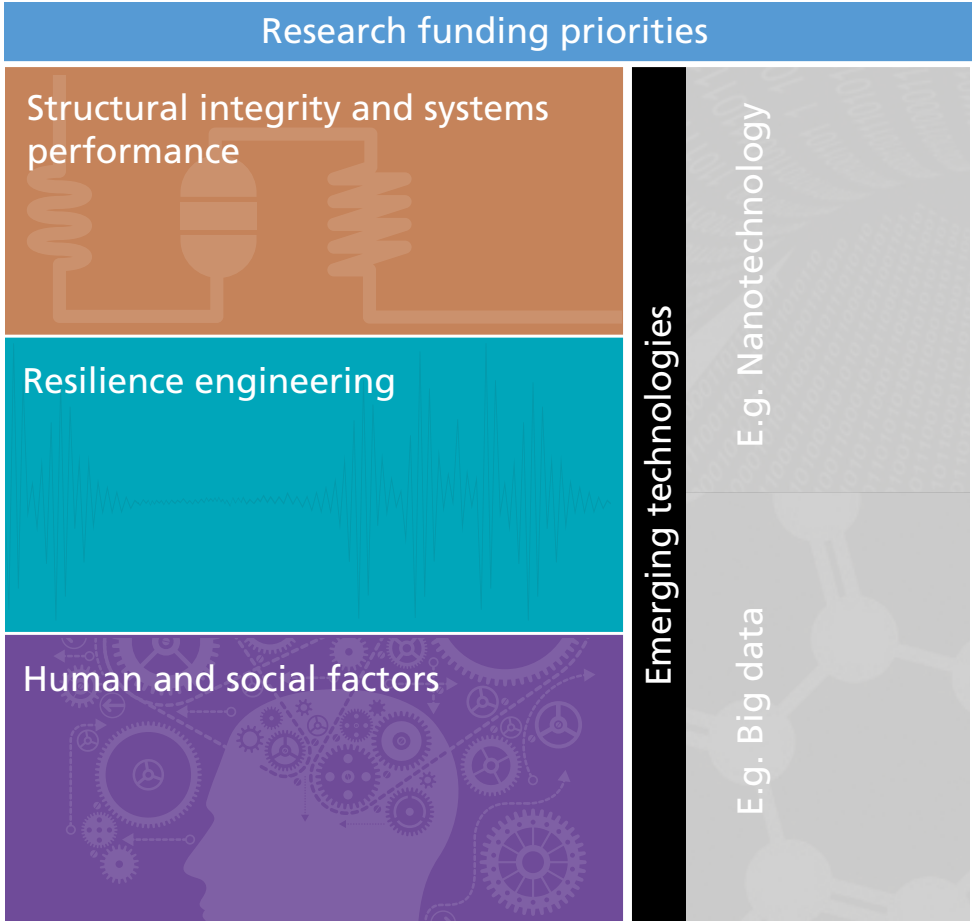 Research funding priorities
Structural integrity and systems
performance
Resilience engineering
Human and social factors
Emerging technologies
E.g. Nanotechnology
E.g. Big data